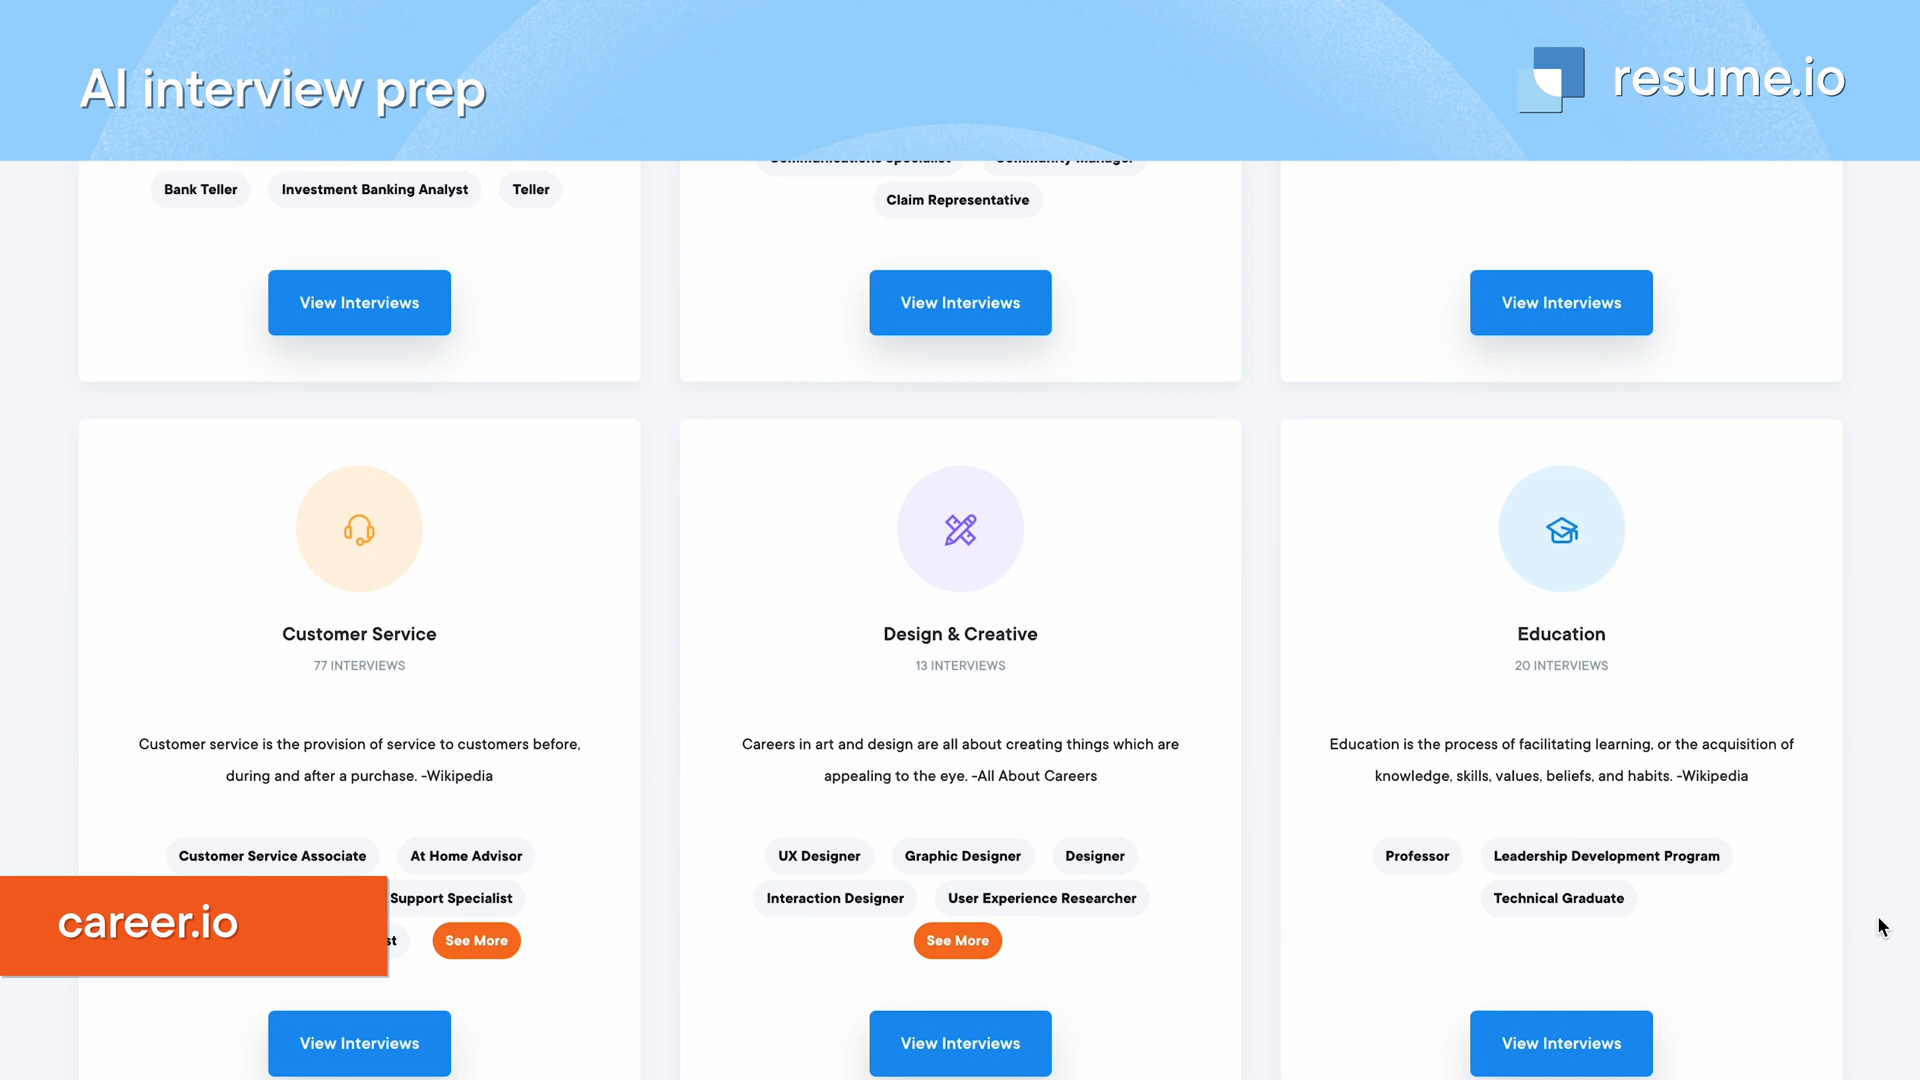 AI interview prep
resume.io
Communications Specialist
Community Manager
Bank Teller
Investment Banking Analyst
Teller
Claim Representative
View Interviews
View Interviews
View Interviews
Customer Service
77 INTERVIEWS
Customer service is the provision of service to customers before,
during and after a purchase. -Wikipedia
Customer Service Associate
At Home Advisor
Support Specialist
See More
View Interviews
Design & Creative
13 INTERVIEWS
Careers in art and design are all about creating things which are
appealing to the eye. -All About Careers
UX Designer
Graphic Designer
Designer
Interaction Designer
User Experience Researcher
See More
View Interviews
Education
20 INTERVIEWS
Education is the process of facilitating learning, or the acquisition of
knowledge, skills, values, beliefs, and habits. -Wikipedia
Professor
Leadership Development Program
Technical Graduate
View Interviews
career.io